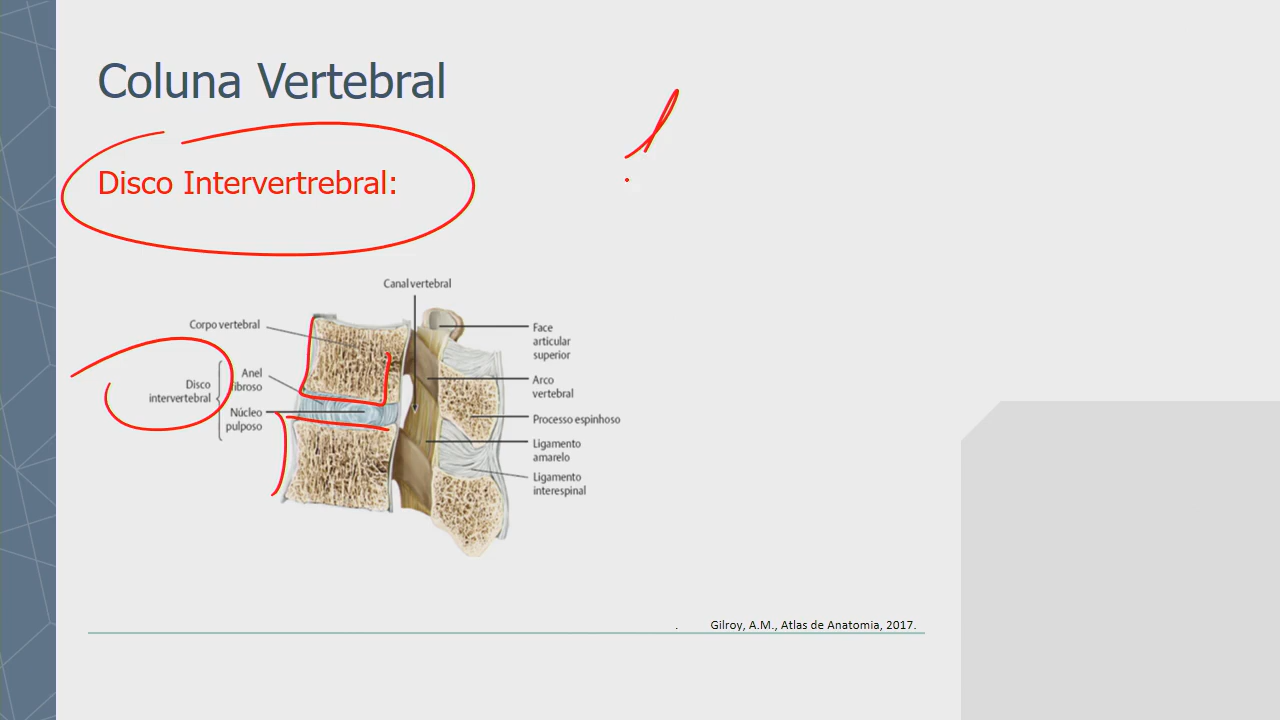 Coluna Vertebral
Disco Intervertrebral:
Canal vertebral
Corpo vertebral
Disco
intervertebral
Anel
fibroso
Núcleo
pulposo
Face
articular
superior
Arco
vertebral
Processo espinhoso
Ligamento
amarelo
Ligamento
interespinal
. Gilroy, A.M., Atlas de Anatomia, 2017.